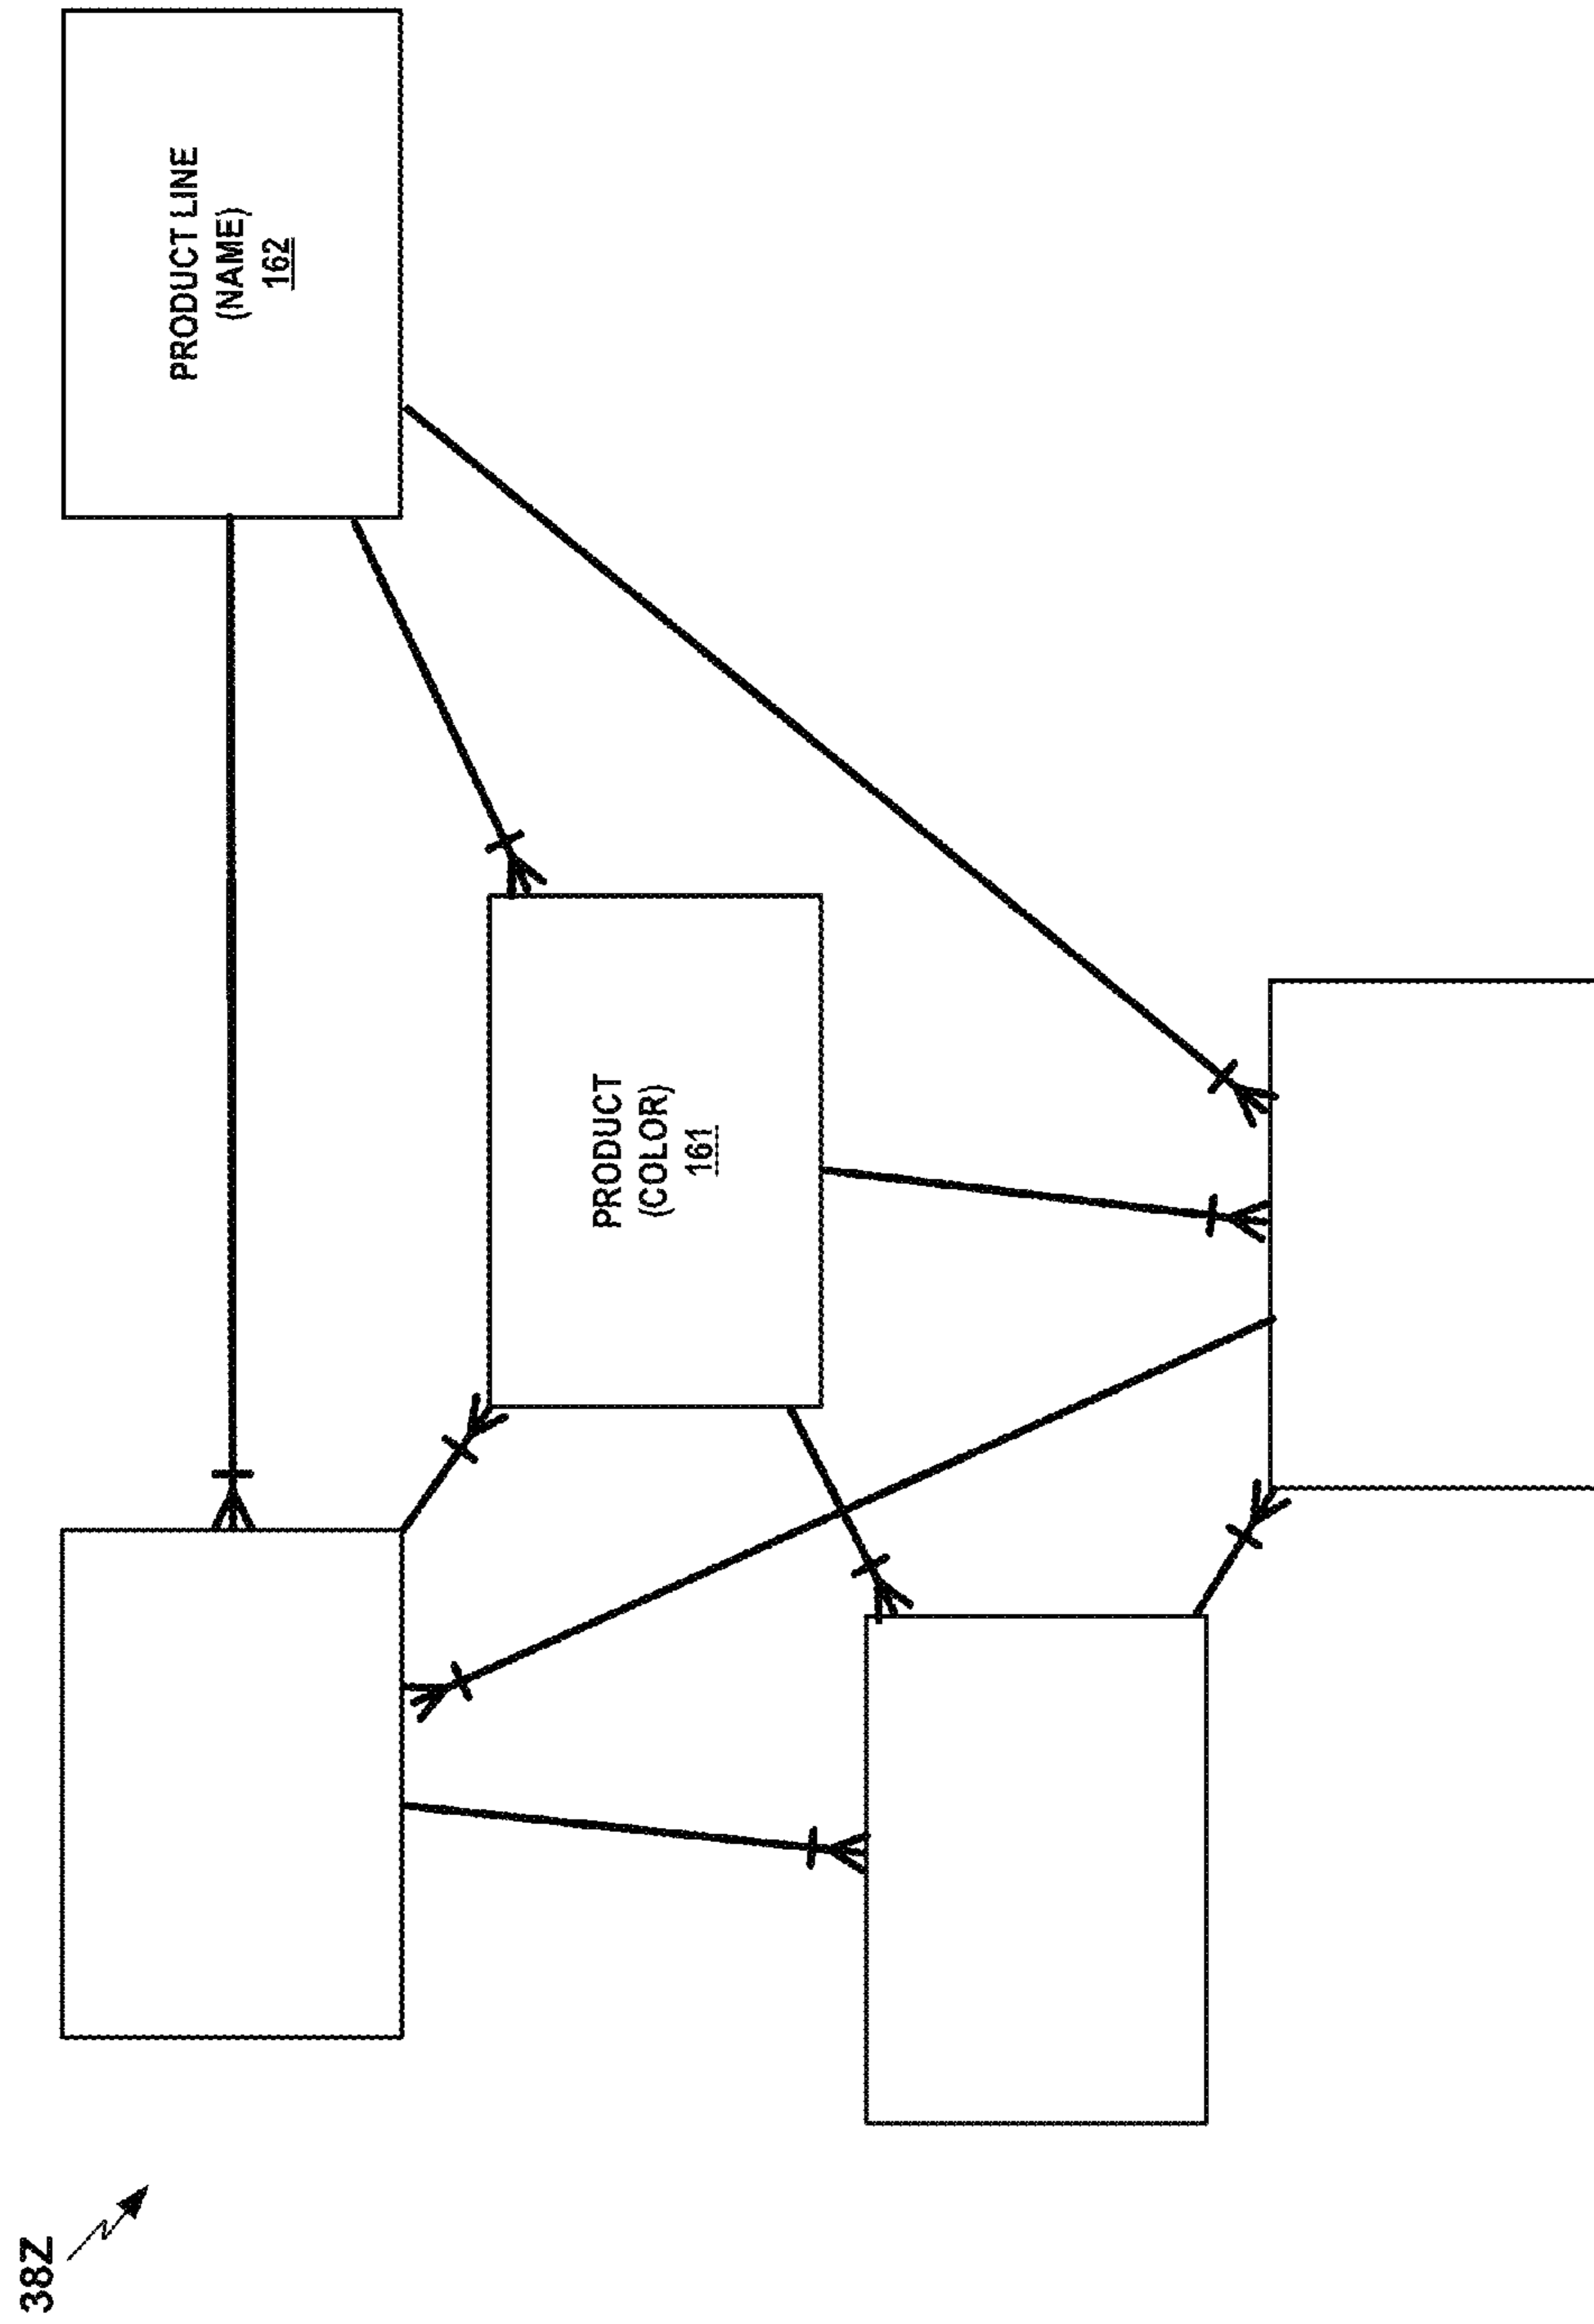 38Z
PRODUCT LINE
(NAME)
162
PRODUCT
(COLOR)
161